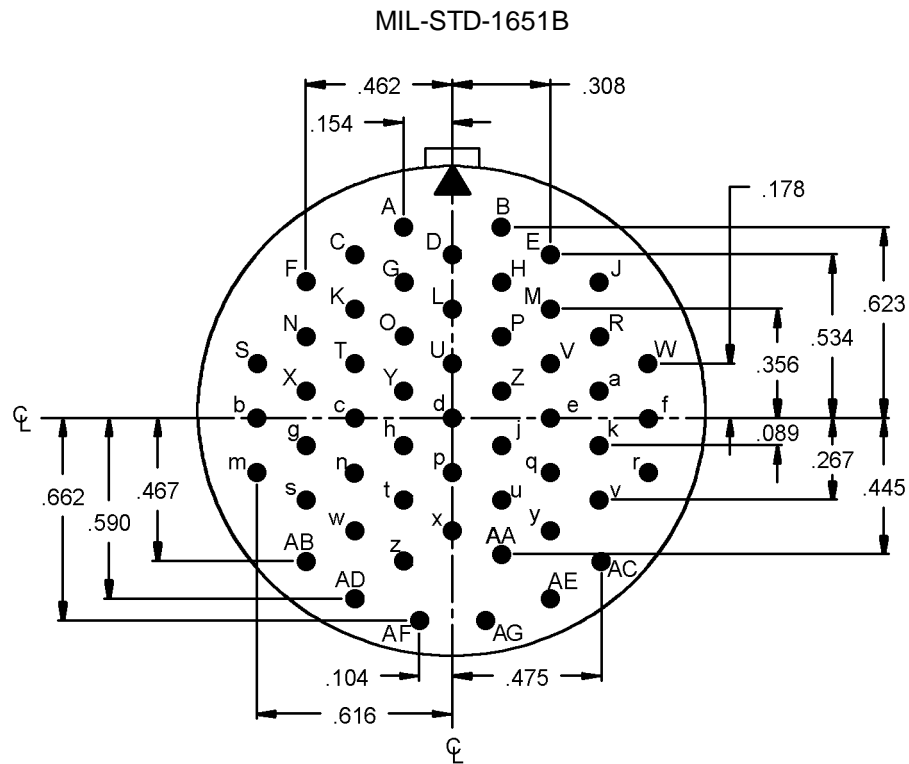 MIL-STD-1651B
.462 .308
.154
.178
A B
C D E
F G H J
K L M
.623
N O P R
.534
S T U V W
.356
X Y Z a
℄ b c d e f
.089
g h j k
.267
m n p q r
.445
.662
s t u v
.590
.467
w x y
AB z AA AC
AD AE
AF AG
.104 .475
.616
℄